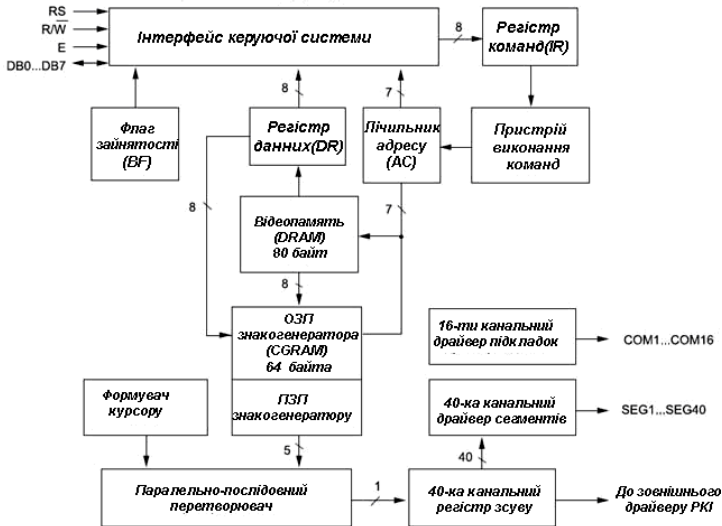 RS
R/W
E
DB0...DB7
Інтерфейс керуючої системи
8
Регістр
команд(IR)
8
7
Флаг
зайнятості
(BF)
Регістр
данних(DR)
Лічильник
адресу
(AC)
Пристрій
виконання
команд
8
7
Відеопамять
(DRAM)
80 байт
8
ОЗП
знакогенератора
(CGRAM)
64 байта
16-ти канальний
драйвер підкладок
COM1...COM16
Формувач
курсору
ПЗП
знакогенератору
40-ка канальний
драйвер сегментів
SEG1...SEG40
5
40
Паралельно-послідовний
перетворювач
1
40-ка канальний
регістр зсуву
До зовнішнього
драйверу РКІ